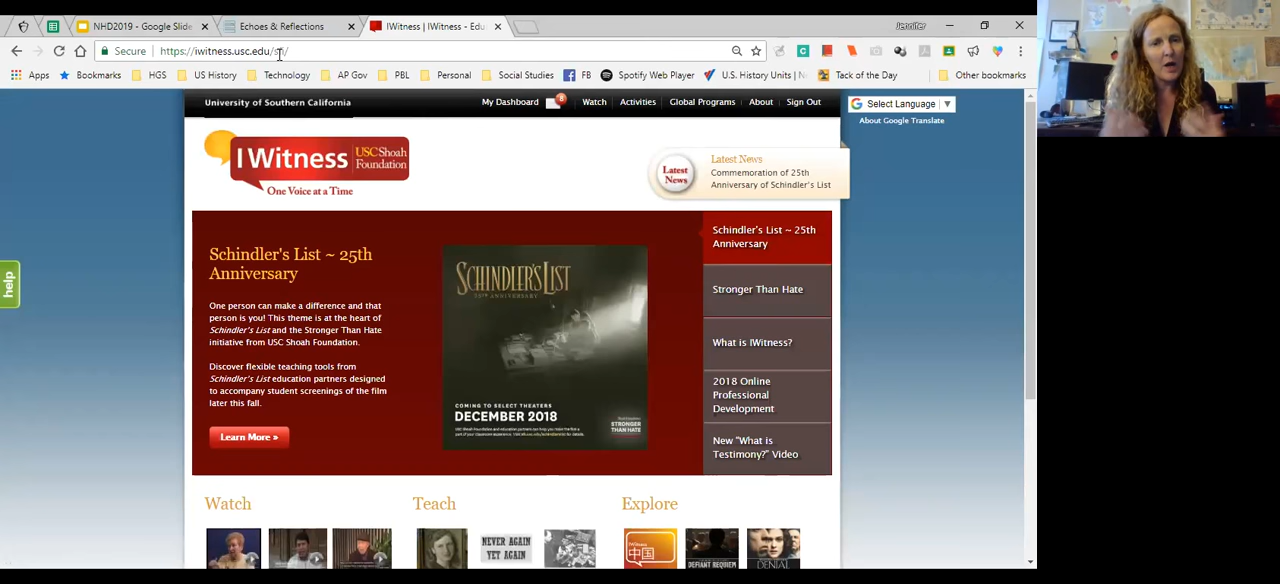 NHD2019 - Google Slide
Echoes & Reflections
IWitness | IWitness - Edu
Jennifer
Secure
https://iwitness.usc.edu/sfi/
Apps
Bookmarks
HGS
US History
Technology
AP Gov
PBL
Personal
Social Studies
FB
Spotify Web Player
U.S. History Units | N
Tack of the Day
Other bookmarks
University of Southern California
My Dashboard
8
Watch
Activities
Global Programs
About
Sign Out
Select Language
About Google Translate
IWitness
USC Shoah
Foundation
One Voice at a Time
Latest
News
Latest News
Commemoration of 25th
Anniversary of Schindler's List
help
Schindler's List ~ 25th
Anniversary
One person can make a difference and that
person is you! This theme is at the heart of
Schindler's List and the Stronger Than Hate
initiative from USC Shoah Foundation.
Discover flexible teaching tools from
Schindler's List education partners designed
to accompany student screenings of the film
later this fall.
Learn More »
SCHINDLER'S LIST
25TH ANNIVERSARY
COMING TO SELECT THEATERS
DECEMBER 2018
STRONGER
THAN HATE
Schindler's List ~ 25th
Anniversary
Stronger Than Hate
What is IWitness?
2018 Online
Professional
Development
New "What is
Testimony?" Video
Watch
Teach
Explore
NEVER AGAIN
YET AGAIN
IWitness
中国
DEFIANT REQUIEM
DENIAL